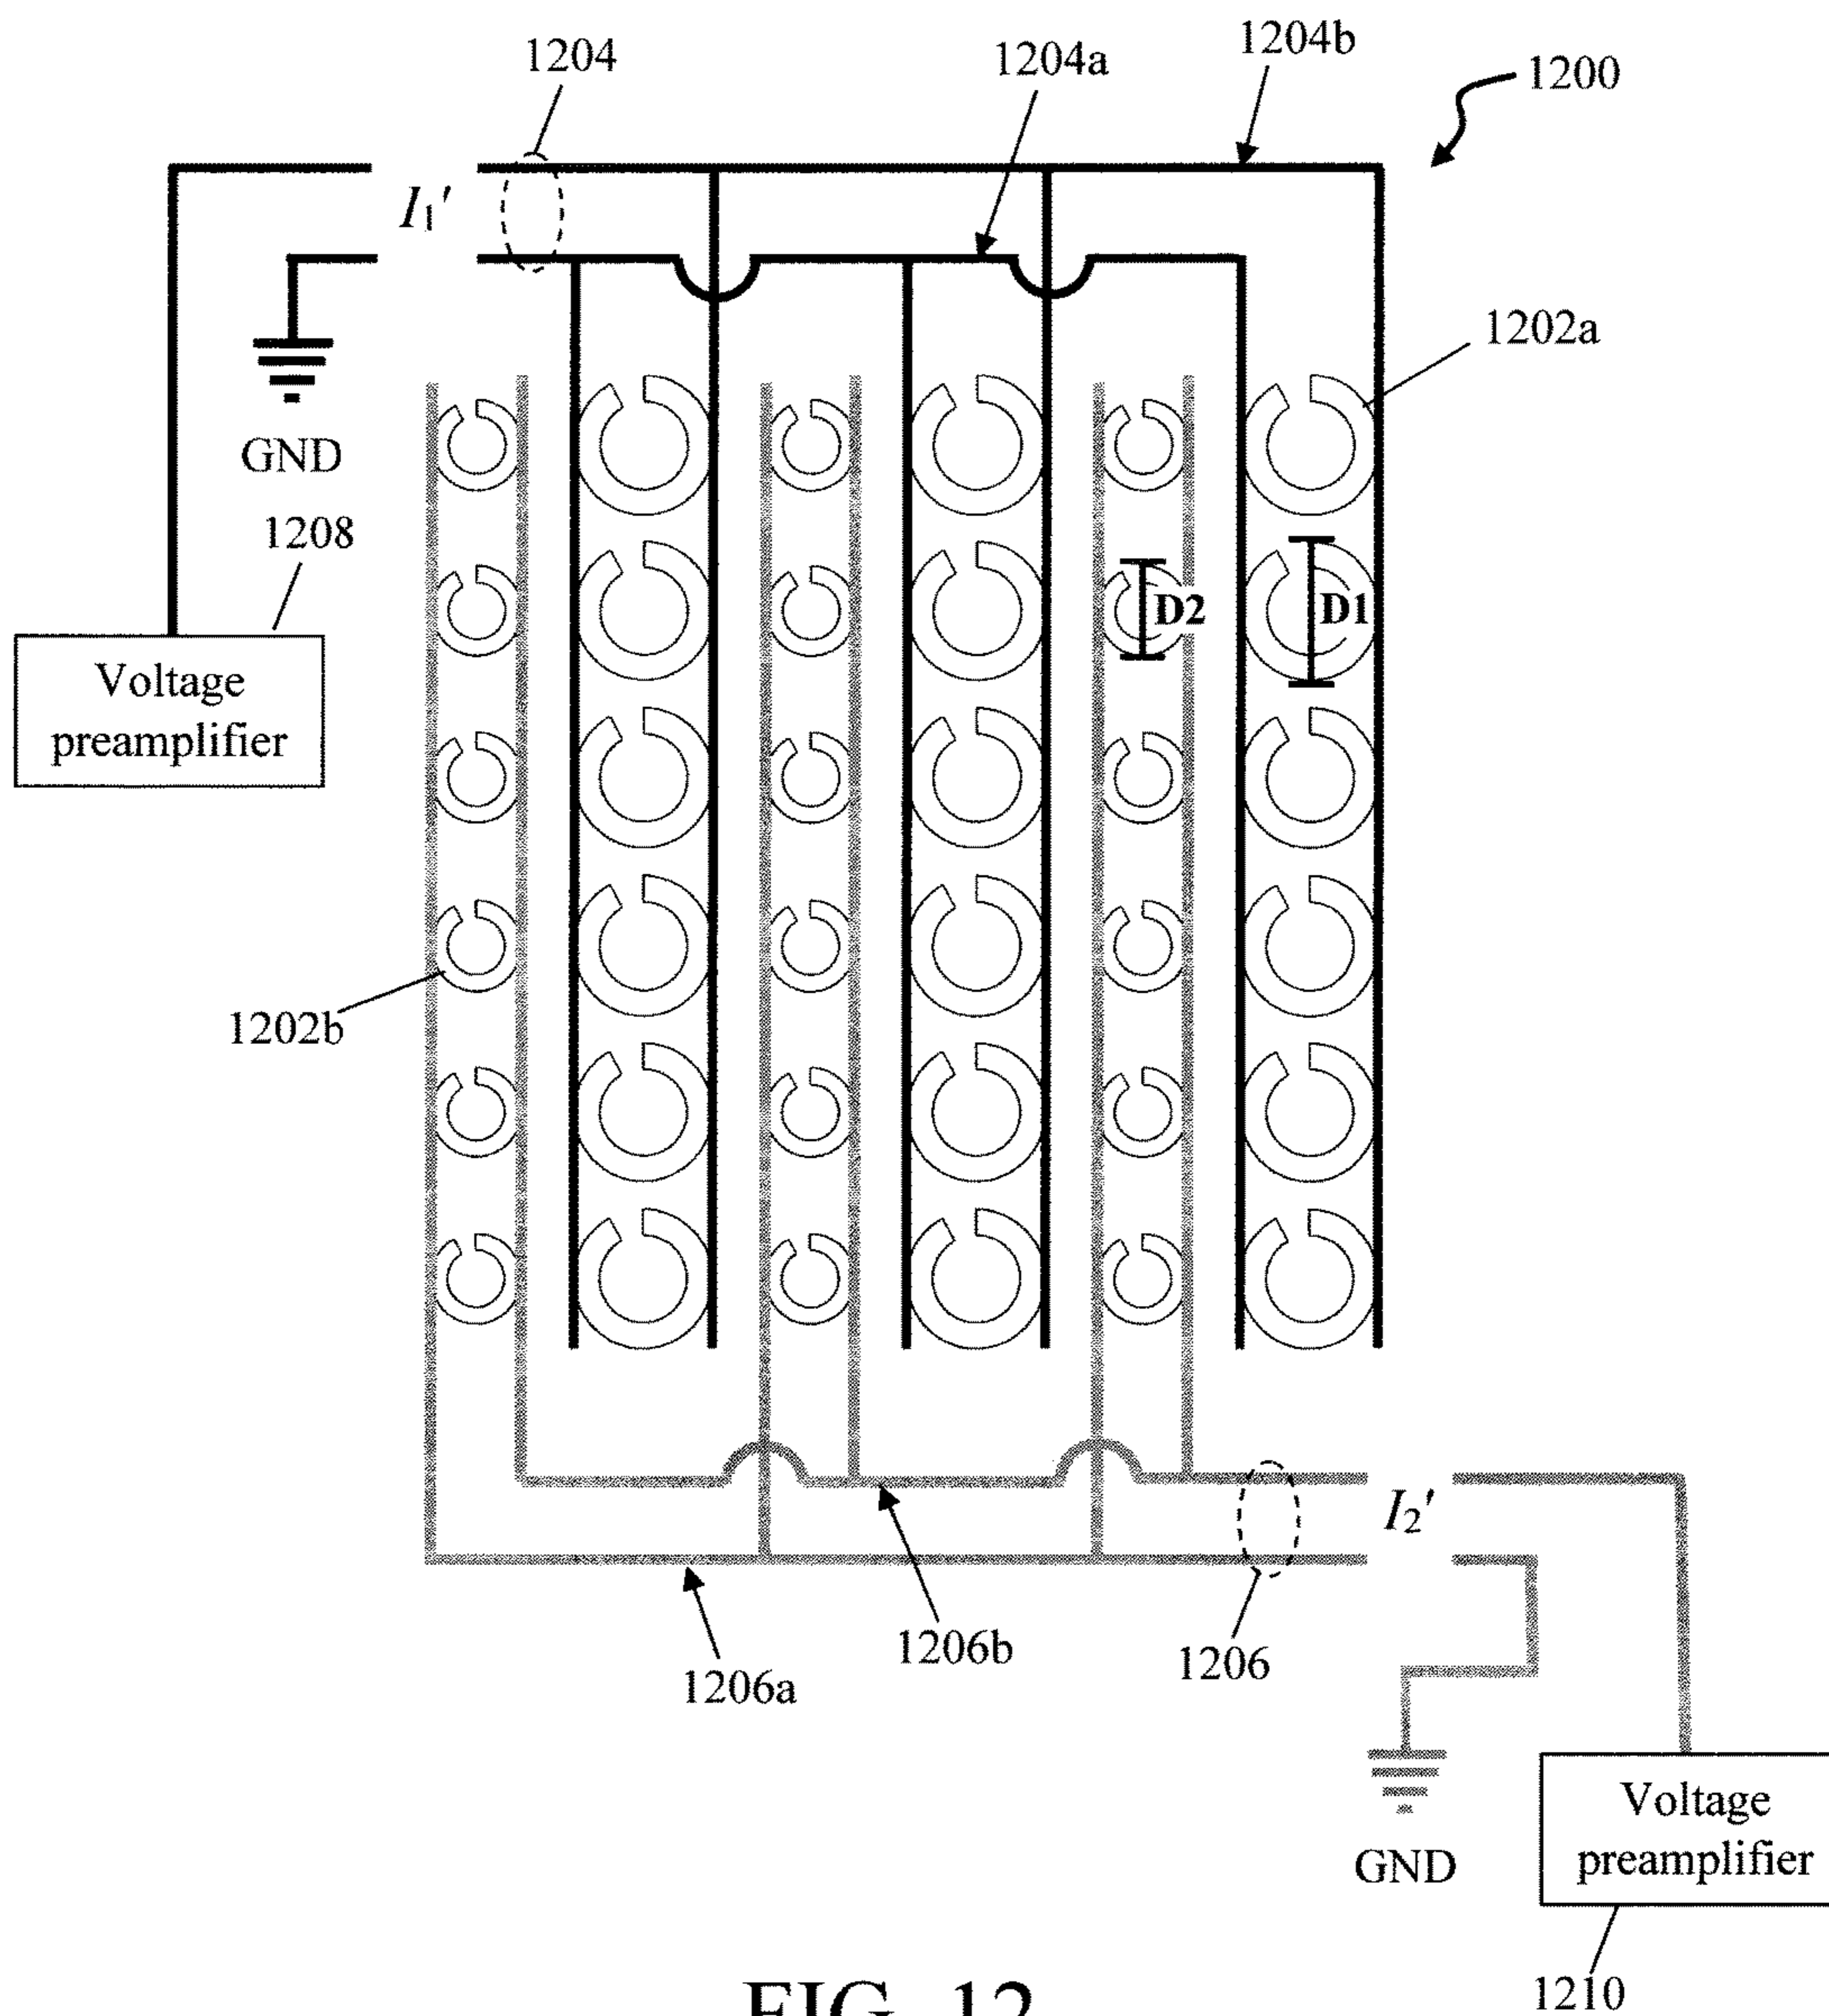 1204
1204a
1204b
1200
I₁'
1202a
GND
1208
Voltage
preamplifier
D2
D1
1202b
I₂'
1206b
1206
1206a
GND
Voltage
preamplifier
1210
FIG. 12